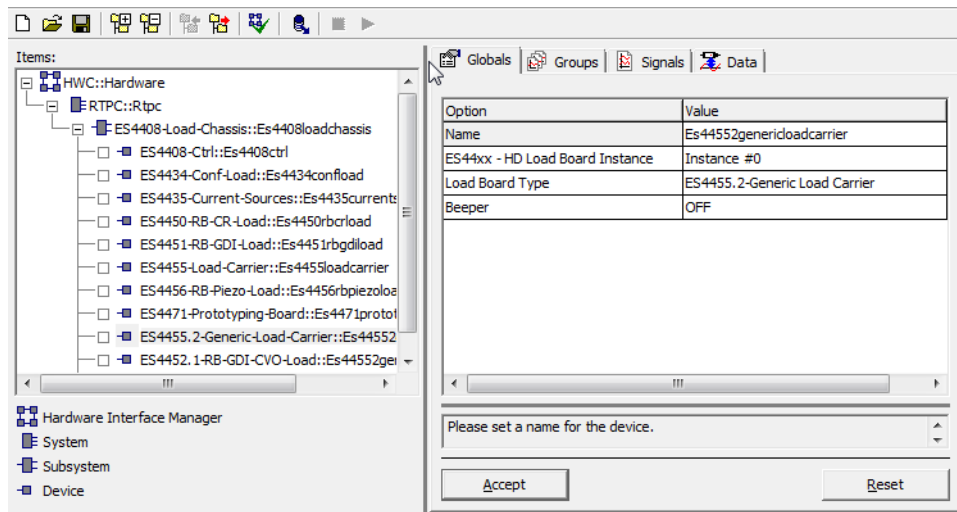 Items:
HWC::Hardware
RTPC::Rtpc
ES4408-Load-Chassis::Es4408loadchassis
ES4408-Ctrl::Es4408ctrl
ES4434-Conf-Load::Es4434confload
ES4435-Current-Sources::Es4435currents
ES4450-RB-CR-Load::Es4450rbcrload
ES4451-RB-GDI-Load::Es4451rbgdiload
ES4455-Load-Carrier::Es4455loadcarrier
ES4456-RB-Piezo-Load::Es4456rbpiezoloa
ES4471-Prototyping-Board::Es4471protot
ES4455.2-Generic-Load-Carrier::Es44552
ES4452.1-RB-GDI-CVO-Load::Es44552ger
Hardware Interface Manager
System
Subsystem
Device
Globals Groups Signals Data
Option Value
Name Es44552genericloadcarrier
ES44xx - HD Load Board Instance Instance #0
Load Board Type ES4455.2-Generic Load Carrier
Beeper OFF
Please set a name for the device.
Accept Reset